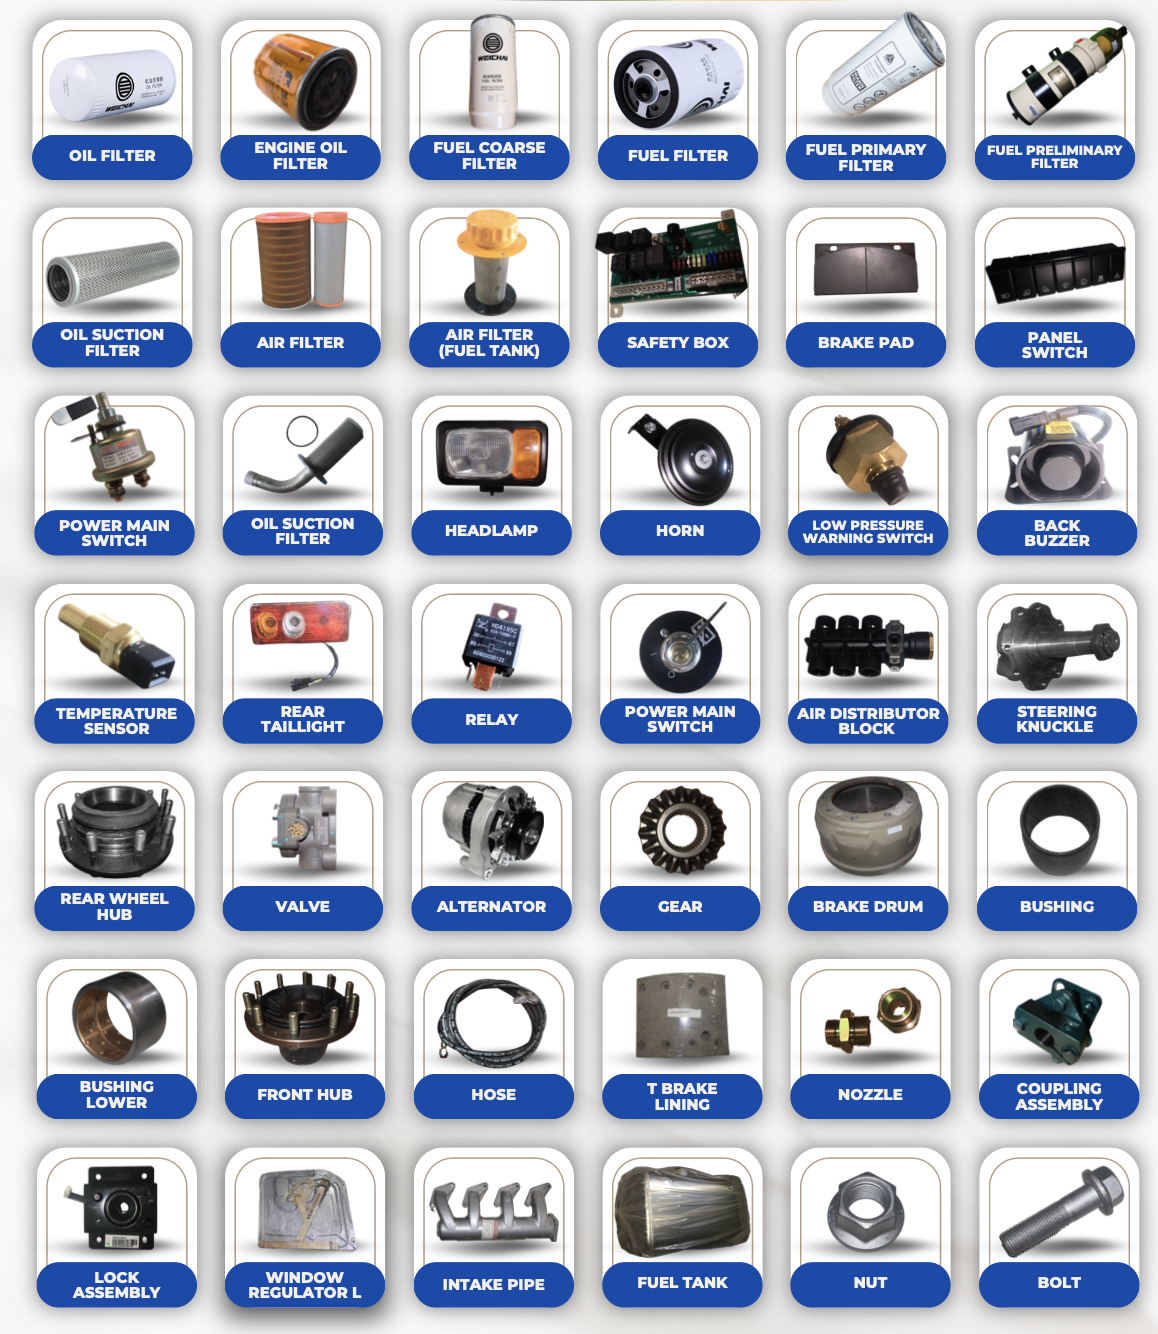 WEICHAI
OIL FILTER
OIL FILTER
ENGINE OIL
FILTER
WEICHAI
FUEL FILTER
FUEL COARSE
FILTER
FUEL FILTER
FUEL PRIMARY
FILTER
FUEL PRELIMINARY
FILTER
OIL SUCTION
FILTER
AIR FILTER
AIR FILTER
(FUEL TANK)
SAFETY BOX
BRAKE PAD
PANEL
SWITCH
POWER MAIN
SWITCH
OIL SUCTION
FILTER
HEADLAMP
HORN
LOW PRESSURE
WARNING SWITCH
BACK
BUZZER
TEMPERATURE
SENSOR
REAR
TAILLIGHT
RELAY
POWER MAIN
SWITCH
AIR DISTRIBUTOR
BLOCK
STEERING
KNUCKLE
REAR WHEEL
HUB
VALVE
ALTERNATOR
GEAR
BRAKE DRUM
BUSHING
BUSHING
LOWER
FRONT HUB
HOSE
T BRAKE
LINING
NOZZLE
COUPLING
ASSEMBLY
LOCK
ASSEMBLY
WINDOW
REGULATOR L
INTAKE PIPE
FUEL TANK
NUT
BOLT